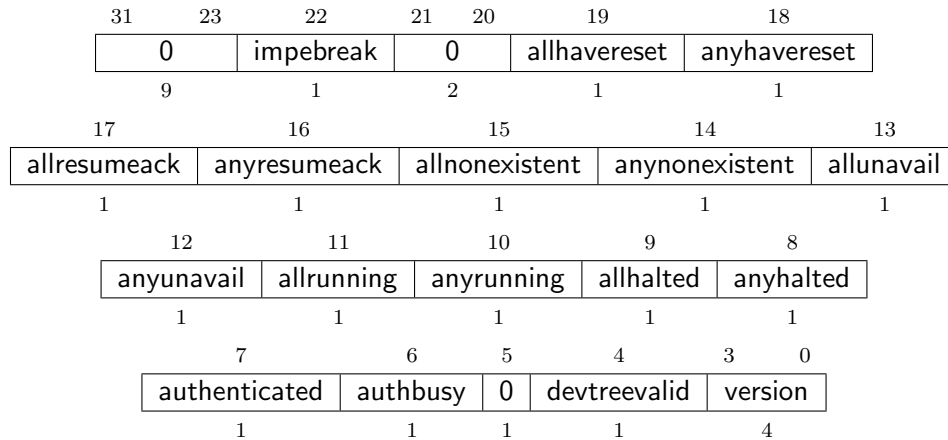 31 23 22 21 20 19 18
0 impebreak 0 allhavereset anyhavereset
9 1 2 1 1
17 16 15 14 13
allresumeack anyresumeack allnonexistent anynonexistent allunavail
1 1 1 1 1
12 11 10 9 8
anyunavail allrunning anyrunning allhalted anyhalted
1 1 1 1 1
7 6 5 4 3 0
authenticated authbusy 0 devtreevalid version
1 1 1 1 4